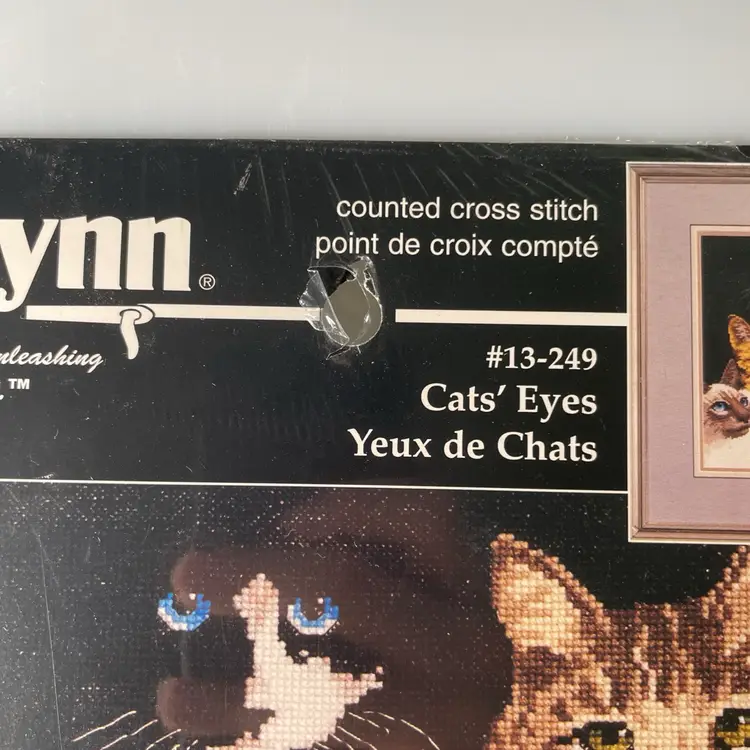 ynn®
counted cross stitch
point de croix compté
nleashing
™
#13-249
Cats' Eyes
Yeux de Chats